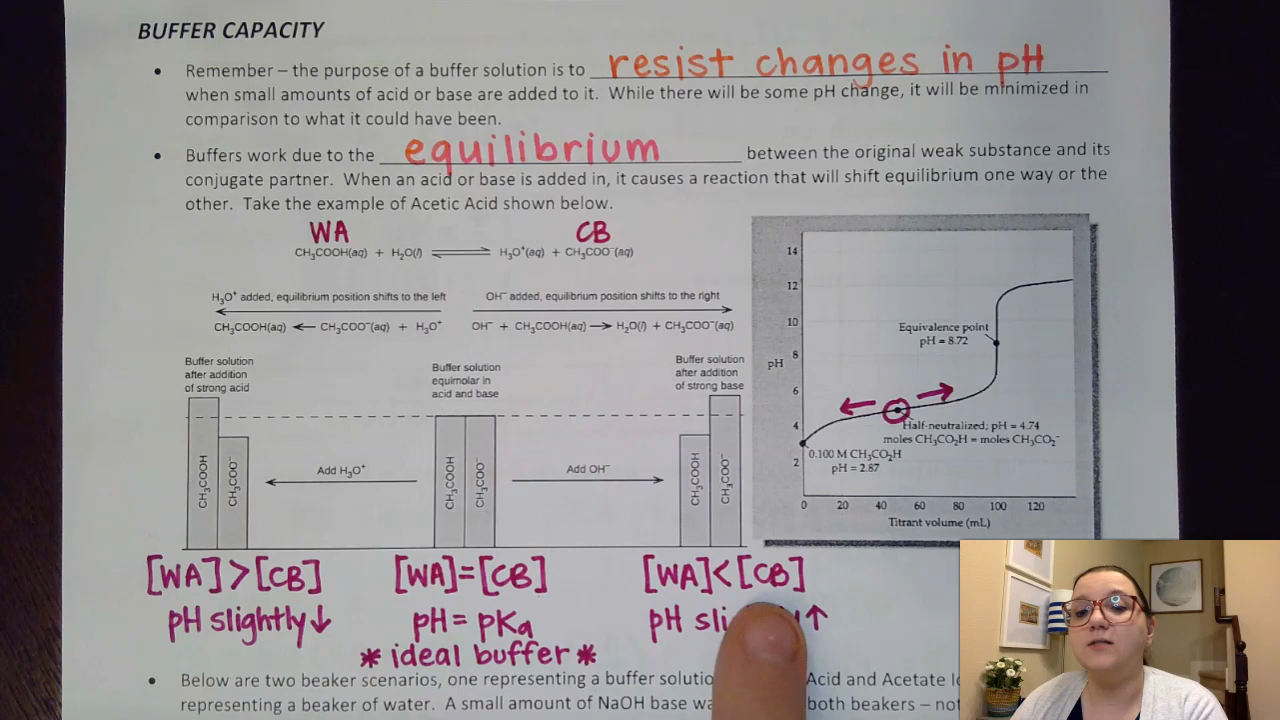 BUFFER CAPACITY
• Remember – the purpose of a buffer solution is to resist changes in pH
when small amounts of acid or base are added to it. While there will be some pH change, it will be minimized in
comparison to what it could have been.
• Buffers work due to the equilibrium between the original weak substance and its
conjugate partner. When an acid or base is added in, it causes a reaction that will shift equilibrium one way or the
other. Take the example of Acetic Acid shown below.
WA CB
CH₃COOH(aq) + H₂O(l) ⇌ H₃O⁺(aq) + CH₃COO⁻(aq)
H₃O⁺ added, equilibrium position shifts to the left
OH⁻ added, equilibrium position shifts to the right
CH₃COOH(aq) ← CH₃COO⁻(aq) + H₃O⁺
OH⁻ + CH₃COOH(aq) → H₂O(l) + CH₃COO⁻(aq)
Buffer solution
after addition
of strong acid
Buffer solution
equimolar in
acid and base
Buffer solution
after addition
of strong base
CH₃COOH
CH₃COO⁻
Add H₃O⁺
CH₃COOH
CH₃COO⁻
Add OH⁻
CH₃COOH
CH₃COO⁻
[WA]>[CB]
pH slightly↓
[WA]=[CB]
pH = pKa
* ideal buffer *
[WA]<[CB]
pH ↑
14
12
10
8
6
4
2
pH
Equivalence point
pH = 8.72
Half-neutralized; pH = 4.74
moles CH₃CO₂H = moles CH₃CO₂⁻
0.100 M CH₃CO₂H
pH = 2.87
0 20 40 60 80 100 120
Titrant volume (mL)
• Below are two beaker scenarios, one representing a buffer Acid and Acetate
representing a beaker of water. A small amount of NaOH base both beakers –